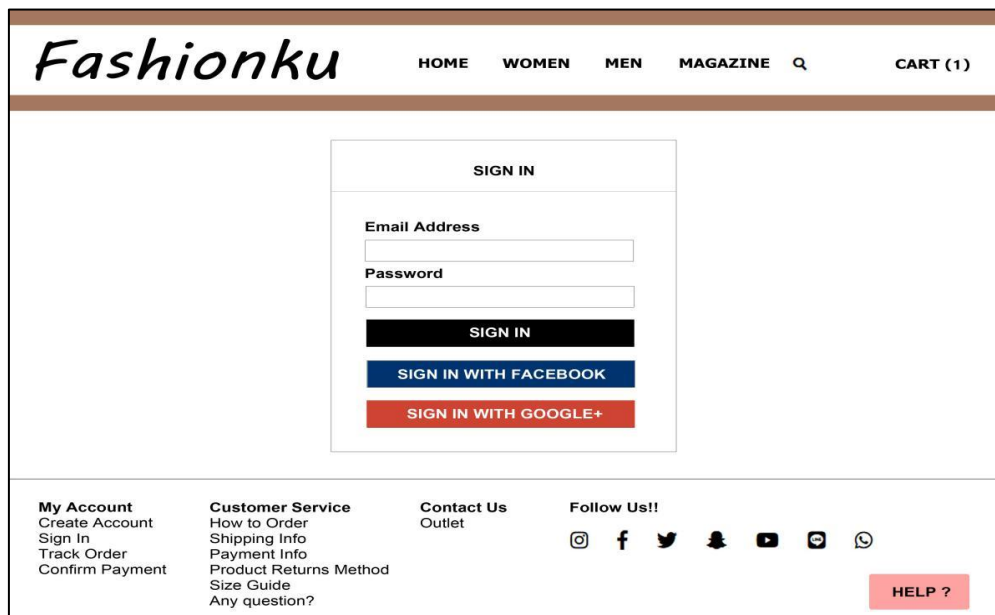 Fashionku
HOME WOMEN MEN MAGAZINE CART (1)
SIGN IN
Email Address
Password
SIGN IN
SIGN IN WITH FACEBOOK
SIGN IN WITH GOOGLE+
My Account
Create Account
Sign In
Track Order
Confirm Payment
Customer Service
How to Order
Shipping Info
Payment Info
Product Returns Method
Size Guide
Any question?
Contact Us
Outlet
Follow Us!!
HELP ?